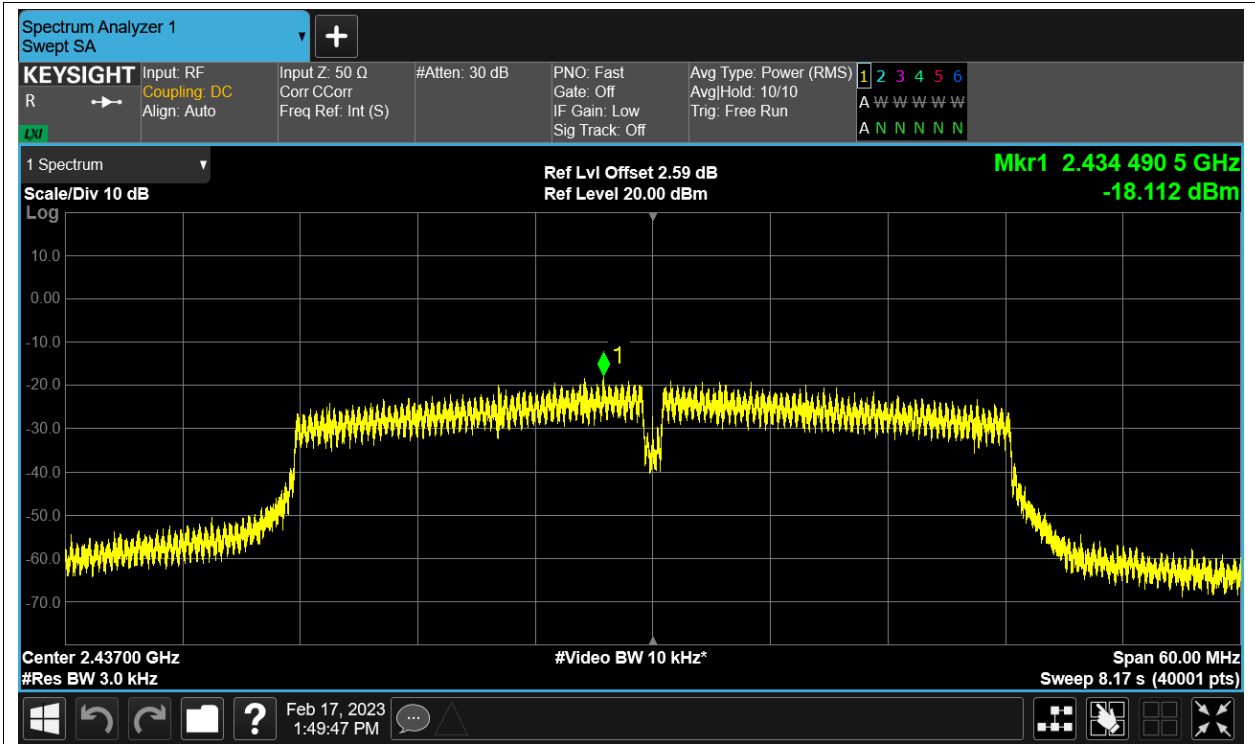 Spectrum Analyzer 1
Swept SA
KEYSIGHT
R
LXI
Input: RF
Coupling: DC
Align: Auto
Input Z: 50 Ω
Corr CCorr
Freq Ref: Int (S)
#Atten: 30 dB
PNO: Fast
Gate: Off
IF Gain: Low
Sig Track: Off
Avg Type: Power (RMS)
Avg|Hold: 10/10
Trig: Free Run
1 2 3 4 5 6
A W W W W W
A N N N N N
1 Spectrum
Scale/Div 10 dB
Log
Ref Lvl Offset 2.59 dB
Ref Level 20.00 dBm
Mkr1 2.434 490 5 GHz
-18.112 dBm
10.0
0.00
-10.0
1
-20.0
-30.0
-40.0
-50.0
-60.0
-70.0
Center 2.43700 GHz
#Res BW 3.0 kHz
#Video BW 10 kHz*
Span 60.00 MHz
Sweep 8.17 s (40001 pts)
?
Feb 17, 2023
1:49:47 PM